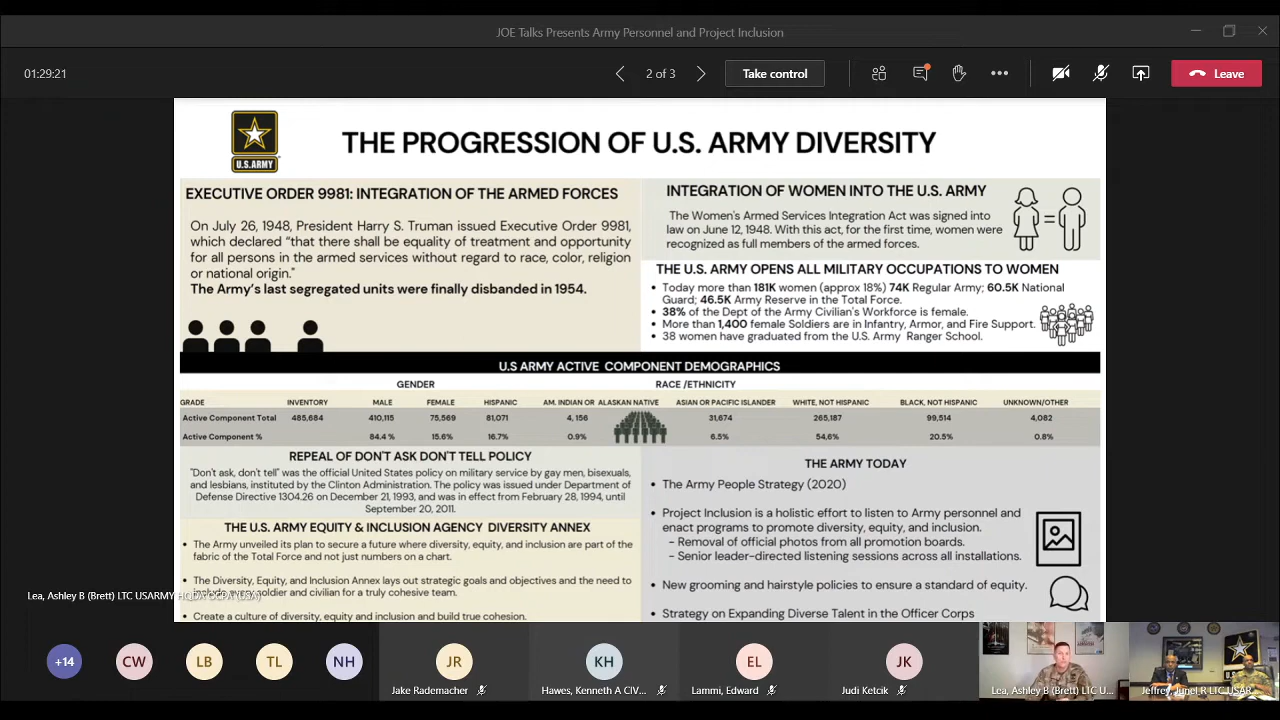 JOE Talks Presents Army Personnel and Project Inclusion
01:29:21
2 of 3
Take control
Leave
U.S.ARMY
THE PROGRESSION OF U.S. ARMY DIVERSITY
EXECUTIVE ORDER 9981: INTEGRATION OF THE ARMED FORCES
On July 26, 1948, President Harry S. Truman issued Executive Order 9981,
which declared “that there shall be equality of treatment and opportunity
for all persons in the armed services without regard to race, color, religion
or national origin."
The Army's last segregated units were finally disbanded in 1954.
INTEGRATION OF WOMEN INTO THE U.S. ARMY
The Women's Armed Services Integration Act was signed into
law on June 12, 1948. With this act, for the first time, women were
recognized as full members of the armed forces.
=
THE U.S. ARMY OPENS ALL MILITARY OCCUPATIONS TO WOMEN
• Today more than 181K women (approx 18%) 74K Regular Army; 60.5K National
Guard; 46.5K Army Reserve in the Total Force.
• 38% of the Dept of the Army Civilian's Workforce is female.
• More than 1,400 female Soldiers are in Infantry, Armor, and Fire Support.
• 38 women have graduated from the U.S. Army Ranger School.
U.S ARMY ACTIVE COMPONENT DEMOGRAPHICS
GENDER RACE /ETHNICITY
GRADE INVENTORY MALE FEMALE HISPANIC AM. INDIAN OR ALASKAN NATIVE ASIAN OR PACIFIC ISLANDER WHITE, NOT HISPANIC BLACK, NOT HISPANIC UNKNOWN/OTHER
Active Component Total 485,684 410,115 75,569 81,071 4, 156 31,674 265,187 99,514 4,082
Active Component % 84.4 % 15.6% 16.7% 0.9% 6.5% 54,6% 20.5% 0.8%
REPEAL OF DON'T ASK DON'T TELL POLICY
"Don't ask, don't tell" was the official United States policy on military service by gay men, bisexuals,
and lesbians, instituted by the Clinton Administration. The policy was issued under Department of
Defense Directive 1304.26 on December 21, 1993, and was in effect from February 28, 1994, until
September 20, 2011.
THE U.S. ARMY EQUITY & INCLUSION AGENCY DIVERSITY ANNEX
• The Army unveiled its plan to secure a future where diversity, equity, and inclusion are part of the
fabric of the Total Force and not just numbers on a chart.
• The Diversity, Equity, and Inclusion Annex lays out strategic goals and objectives and the need to
include every soldier and civilian for a truly cohesive team.
• Create a culture of diversity, equity and inclusion and build true cohesion.
THE ARMY TODAY
• The Army People Strategy (2020)
• Project Inclusion is a holistic effort to listen to Army personnel and
enact programs to promote diversity, equity, and inclusion.
- Removal of official photos from all promotion boards.
- Senior leader-directed listening sessions across all installations.
• New grooming and hairstyle policies to ensure a standard of equity.
• Strategy on Expanding Diverse Talent in the Officer Corps
Lea, Ashley B (Brett) LTC USARMY HQDA OCPA (USA)
+14
CW
LB
TL
NH
JR
Jake Rademacher
KH
Hawes, Kenneth A CIV...
EL
Lammi, Edward
JK
Judi Ketcik
Lea, Ashley B (Brett) LTC U...
Jeffrey, Junel R LTC USAR...
U.S